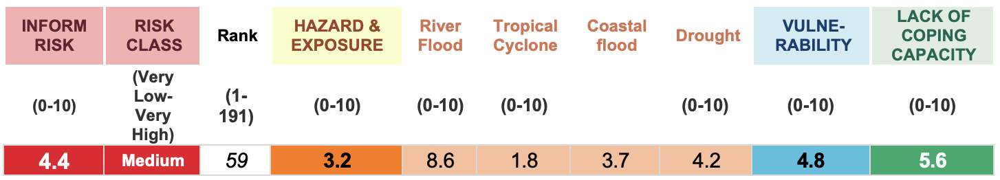 INFORM RISK
RISK CLASS
Rank
HAZARD & EXPOSURE
River Flood
Tropical Cyclone
Coastal flood
Drought
VULNE-RABILITY
LACK OF COPING CAPACITY
(0-10)
(Very Low-Very High)
(1-191)
(0-10)
(0-10)
(0-10)
(0-10)
(0-10)
(0-10)
4.4
Medium
59
3.2
8.6
1.8
3.7
4.2
4.8
5.6